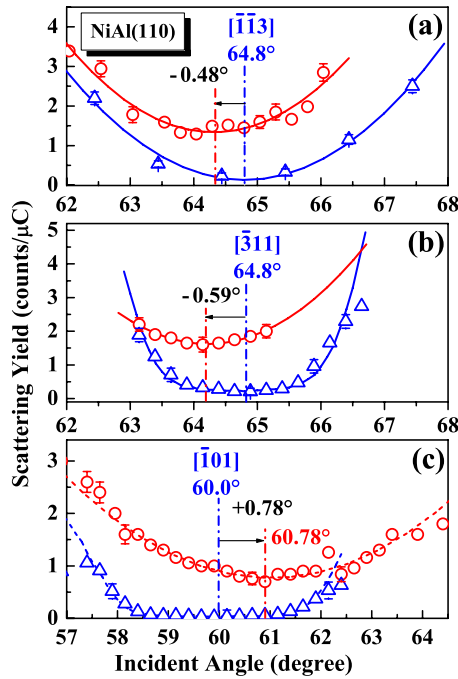 NiAl(110)
(a)
[1̅1̅3]
64.8°
-0.48°
4
3
2
1
0
62 63 64 65 66 67 68
(b)
[3̅11]
64.8°
-0.59°
5
4
3
2
1
0
62 63 64 65 66 67 68
(c)
[1̅01]
60.0°
+0.78°
60.78°
3
2
1
0
57 58 59 60 61 62 63 64
Scattering Yield (counts/μC)
Incident Angle (degree)